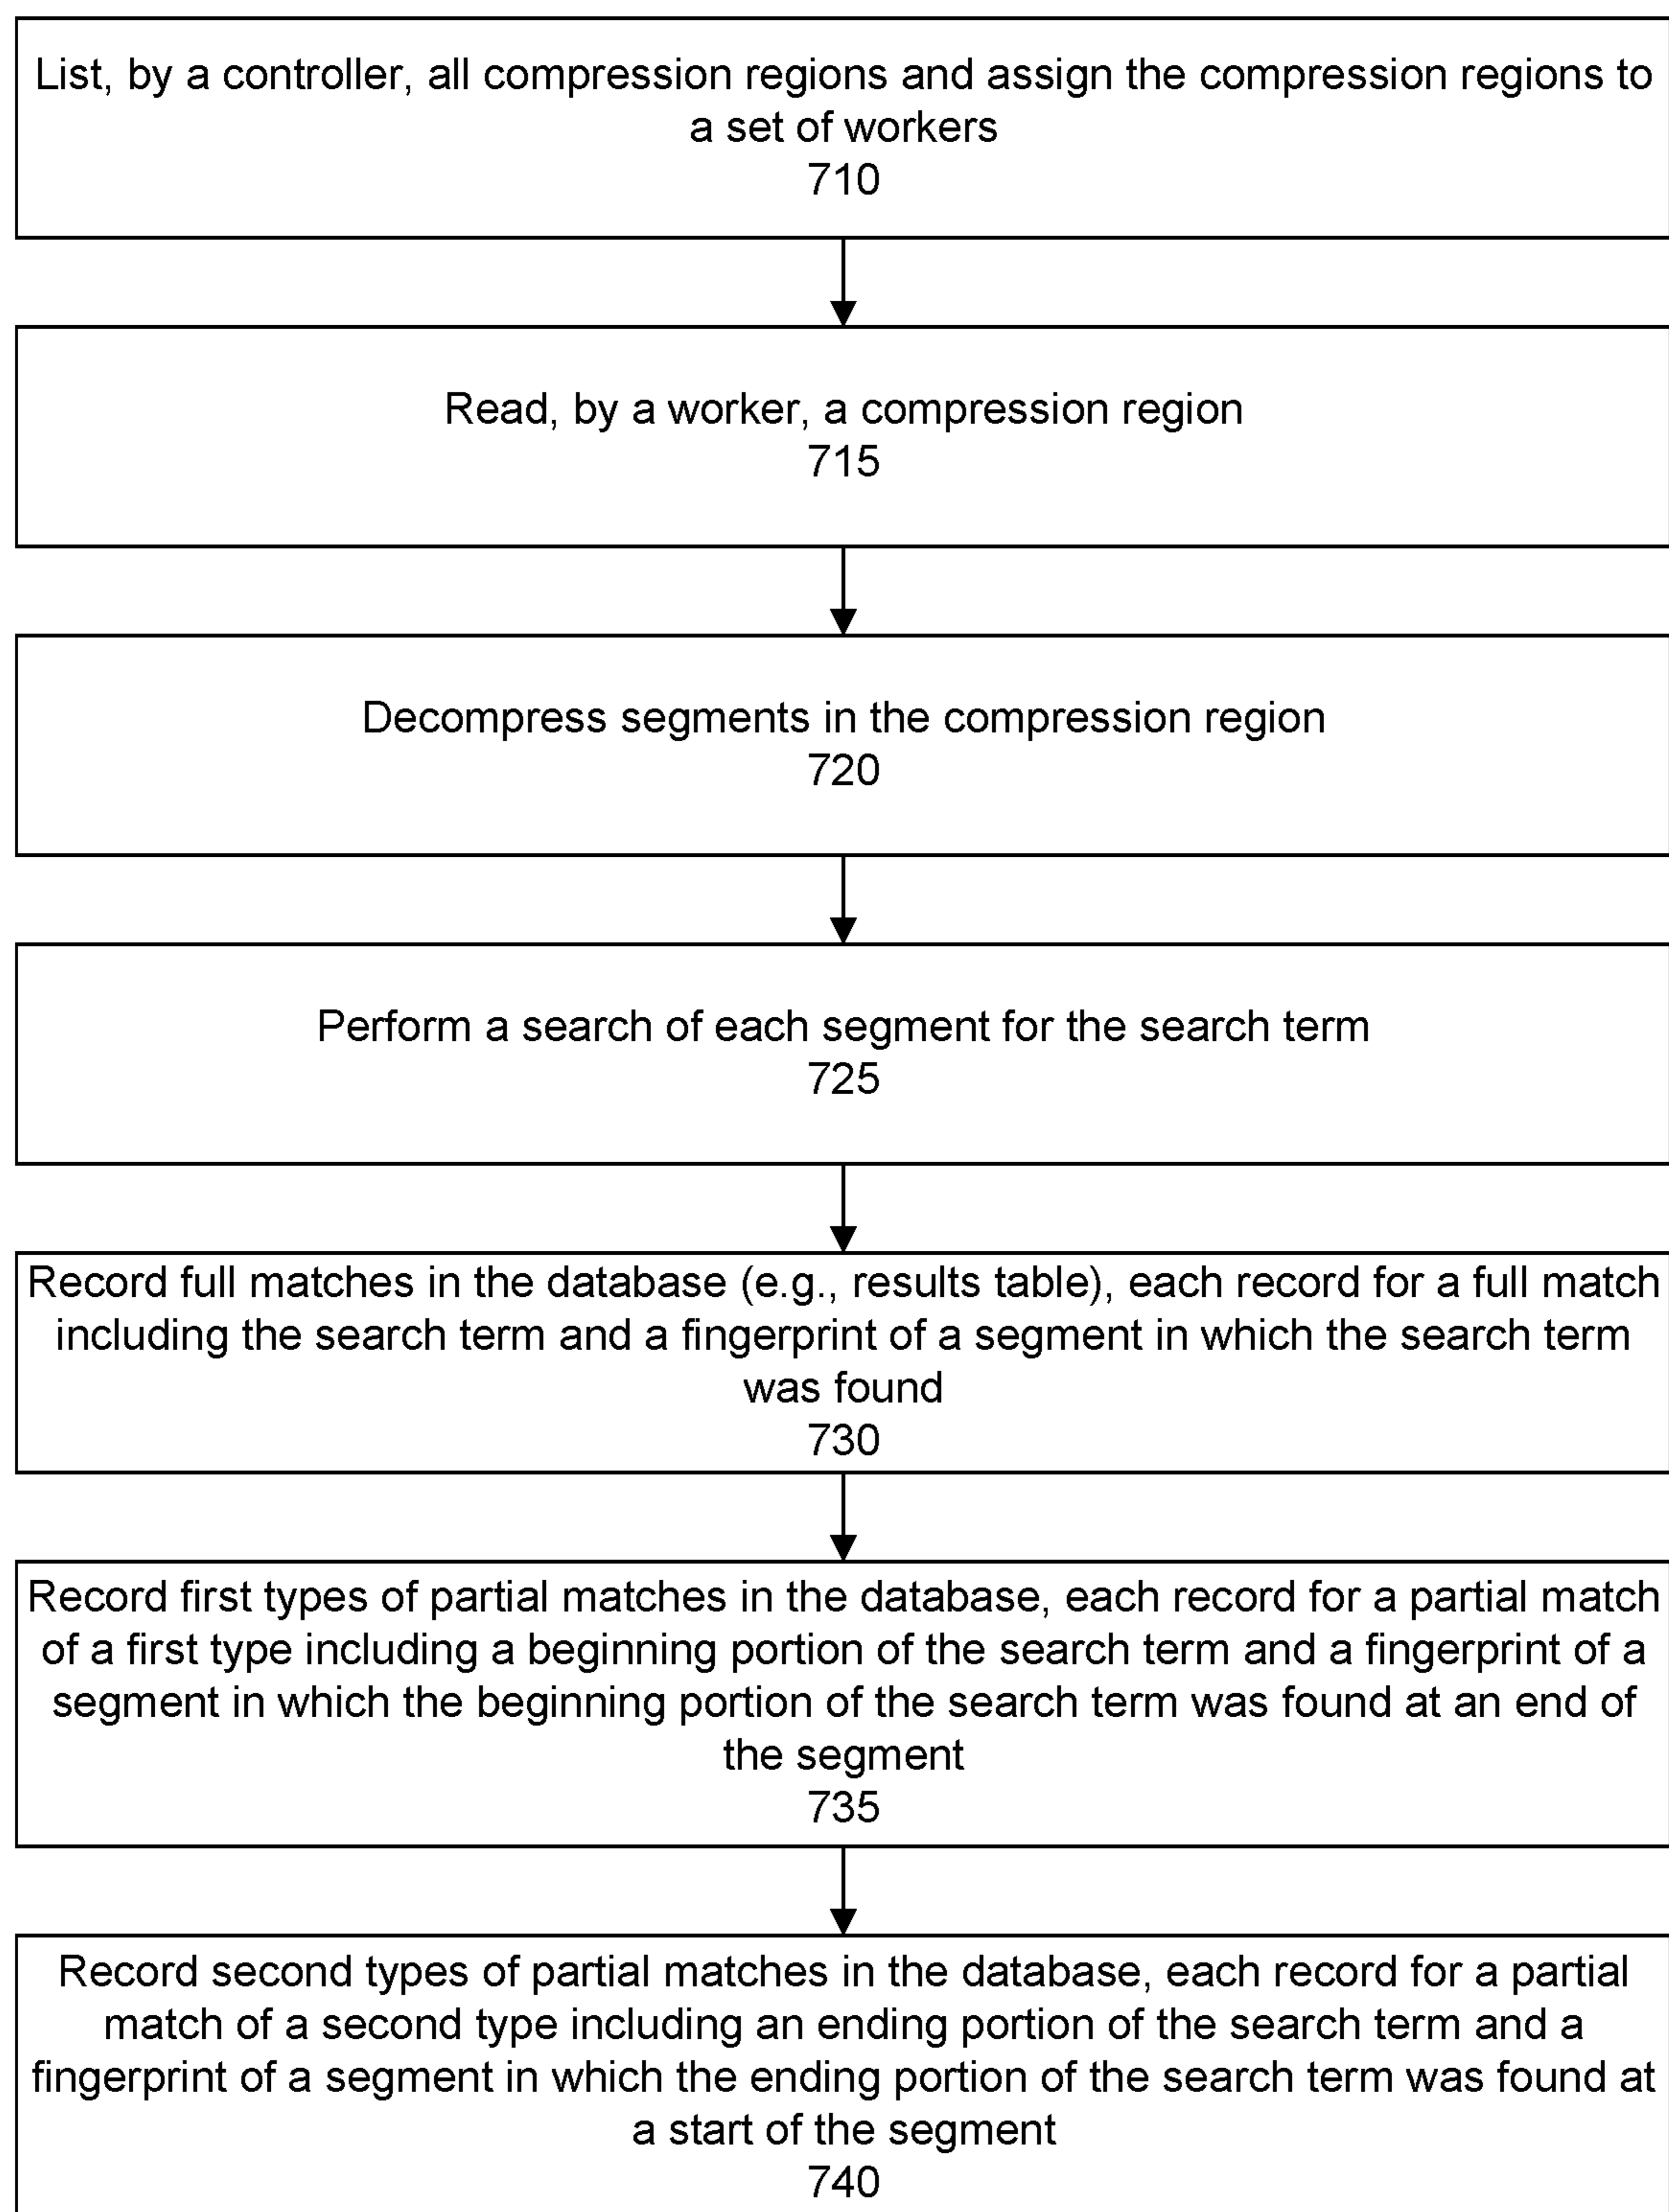 List, by a controller, all compression regions and assign the compression regions to
a set of workers
710
Read, by a worker, a compression region
715
Decompress segments in the compression region
720
Perform a search of each segment for the search term
725
Record full matches in the database (e.g., results table), each record for a full match
including the search term and a fingerprint of a segment in which the search term
was found
730
Record first types of partial matches in the database, each record for a partial match
of a first type including a beginning portion of the search term and a fingerprint of a
segment in which the beginning portion of the search term was found at an end of
the segment
735
Record second types of partial matches in the database, each record for a partial
match of a second type including an ending portion of the search term and a
fingerprint of a segment in which the ending portion of the search term was found at
a start of the segment
740